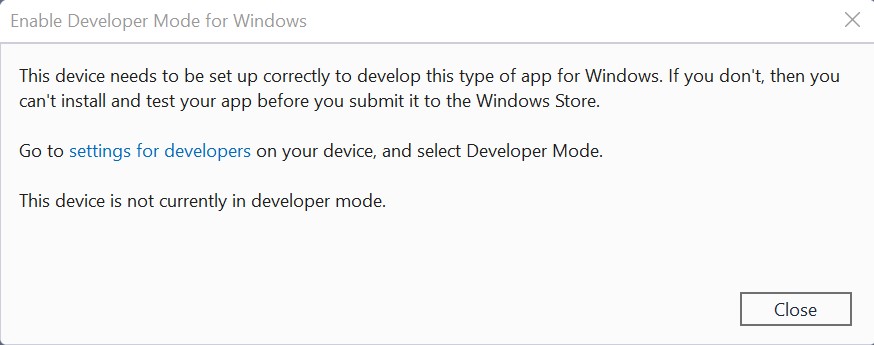 Enable Developer Mode for Windows
This device needs to be set up correctly to develop this type of app for Windows. If you don't, then you
can't install and test your app before you submit it to the Windows Store.
Go to settings for developers on your device, and select Developer Mode.
This device is not currently in developer mode.
Close